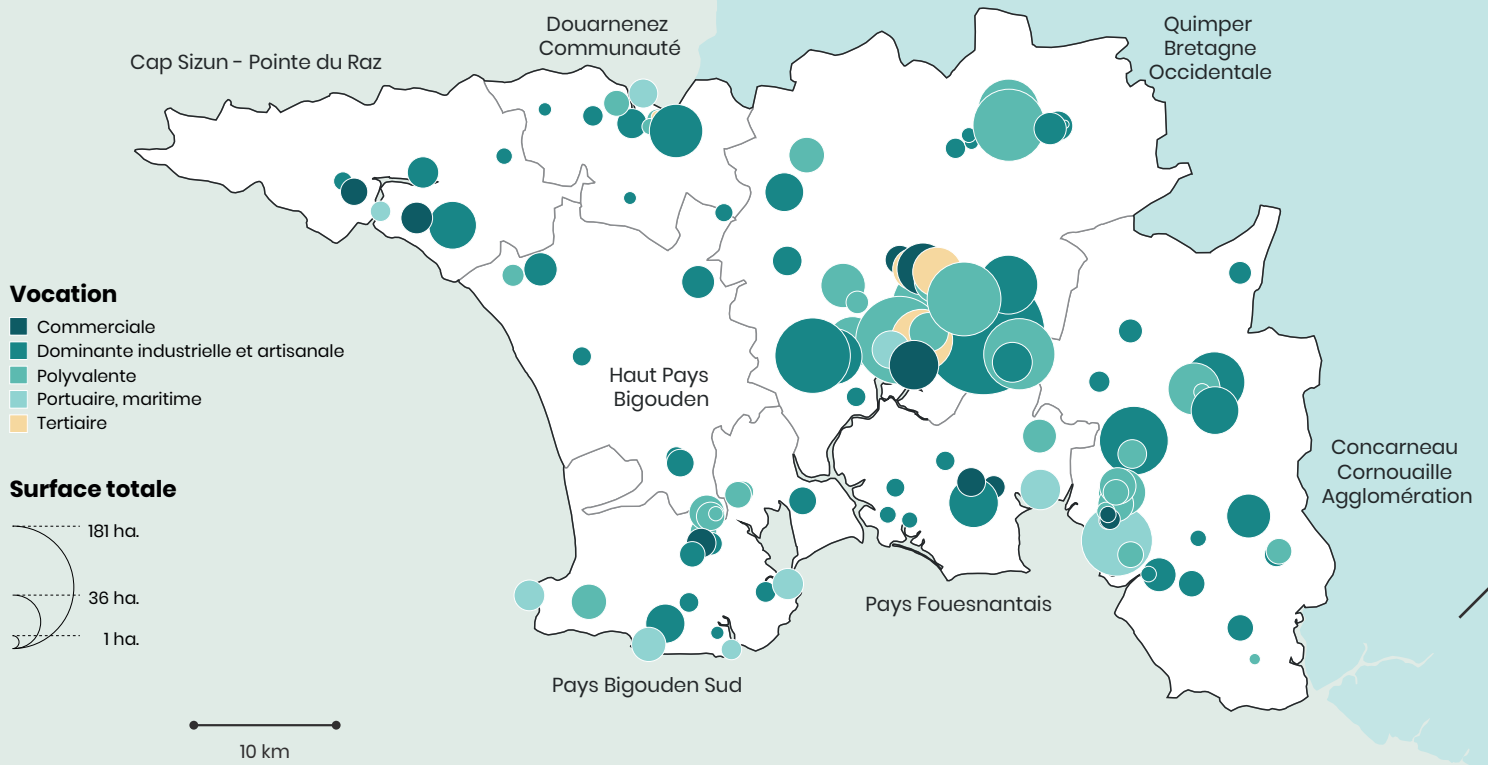 Douarnenez
Communauté
Quimper
Bretagne
Occidentale
Cap Sizun - Pointe du Raz
Vocation
Commerciale
Dominante industrielle et artisanale
Polyvalente
Portuaire, maritime
Tertiaire
Haut Pays
Bigouden
Concarneau
Cornouaille
Agglomération
Surface totale
181 ha.
36 ha.
1 ha.
Pays Fouesnantais
Pays Bigouden Sud
10 km